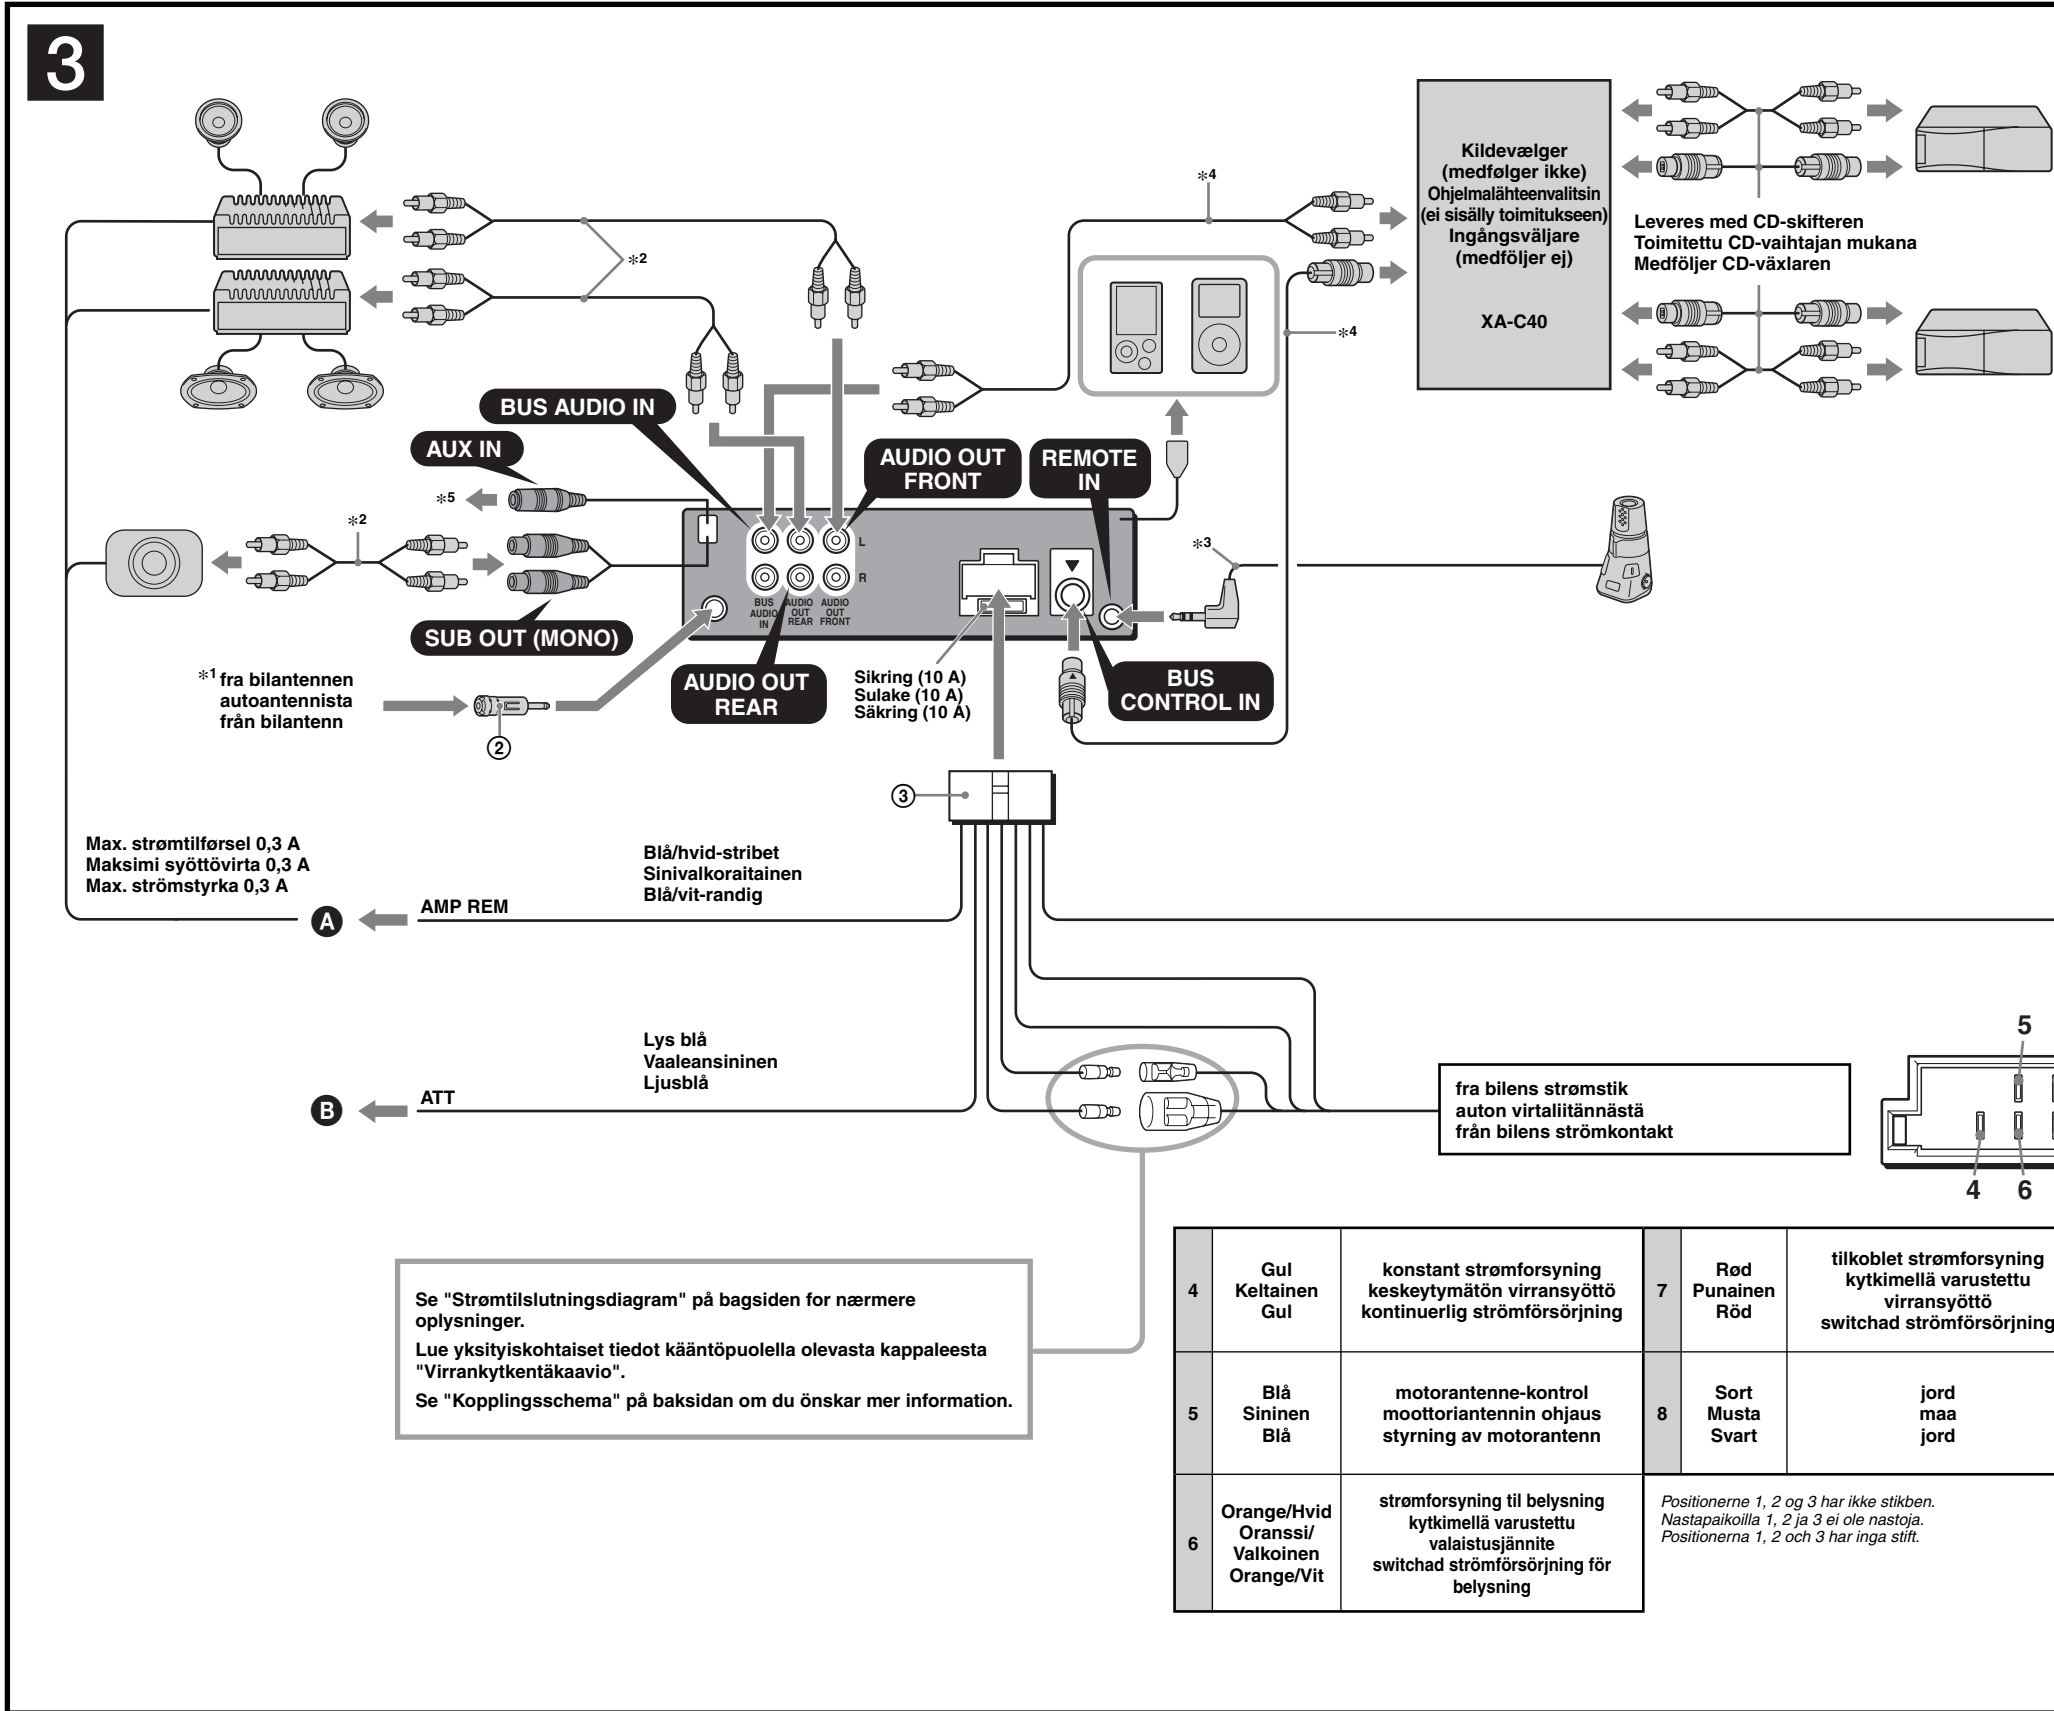 3
*4
Kildevælger
(medfølger ikke)
Ohjelmalähteenvalitsin
(ei sisälly toimitukseen)
Ingångsväljare
(medföljer ej)
XA-C40
Leveres med CD-skifteren
Toimitettu CD-vaihtajan mukana
Medföljer CD-växlaren
*2
*4
BUS AUDIO IN
AUX IN
AUDIO OUT
FRONT
REMOTE
IN
*5
*2
*3
L
R
BUS
AUDIO
IN
AUDIO
OUT
REAR
AUDIO
OUT
FRONT
SUB OUT (MONO)
*1 fra bilantennen
autoantennista
från bilantenn
2
AUDIO OUT
REAR
Sikring (10 A)
Sulake (10 A)
Säkring (10 A)
BUS
CONTROL IN
3
Max. strømtilførsel 0,3 A
Maksimi syöttövirta 0,3 A
Max. strömstyrka 0,3 A
Blå/hvid-stribet
Sinivalkoraitainen
Blå/vit-randig
A
AMP REM
Lys blå
Vaaleansininen
Ljusblå
B
ATT
fra bilens strømstik
auton virtaliitännästä
från bilens strömkontakt
5
4 6
Se "Strømtilslutningsdiagram" på bagsiden for nærmere
oplysninger.
Lue yksityiskohtaiset tiedot kääntöpuolella olevasta kappaleesta
"Virrankytkentäkaavio".
Se "Kopplingsschema" på baksidan om du önskar mer information.
4
Gul
Keltainen
Gul
konstant strømforsyning
keskeytymätön virransyöttö
kontinuerlig strömförsörjning
7
Rød
Punainen
Röd
tilkoblet strømforsyning
kytkimellä varustettu
virransyöttö
switchad strömförsörjning
5
Blå
Sininen
Blå
motorantenne-kontrol
moottoriantennin ohjaus
styrning av motorantenn
8
Sort
Musta
Svart
jord
maa
jord
6
Orange/Hvid
Oranssi/
Valkoinen
Orange/Vit
strømforsyning til belysning
kytkimellä varustettu
valaistusjännite
switchad strömförsörjning för
belysning
Positionerne 1, 2 og 3 har ikke stikben.
Nastapaikoilla 1, 2 ja 3 ei ole nastoja.
Positionerna 1, 2 och 3 har inga stift.